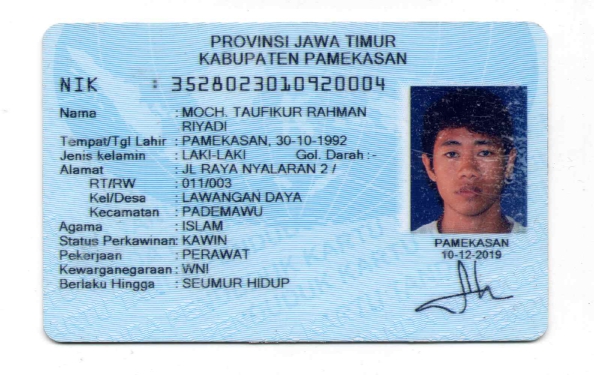 PROVINSI JAWA TIMUR
KABUPATEN PAMEKASAN
NIK : 3528023010920004
Nama : MOCH. TAUFIKUR RAHMAN
RIYADI
Tempat/Tgl Lahir : PAMEKASAN, 30-10-1992
Jenis kelamin : LAKI-LAKI Gol. Darah :-
Alamat : JL RAYA NYALARAN 2 /
RT/RW : 011/003
Kel/Desa : LAWANGAN DAYA
Kecamatan : PADEMAWU
Agama : ISLAM
Status Perkawinan: KAWIN
Pekerjaan : PERAWAT
Kewarganegaraan : WNI
Berlaku Hingga : SEUMUR HIDUP
PAMEKASAN
10-12-2019